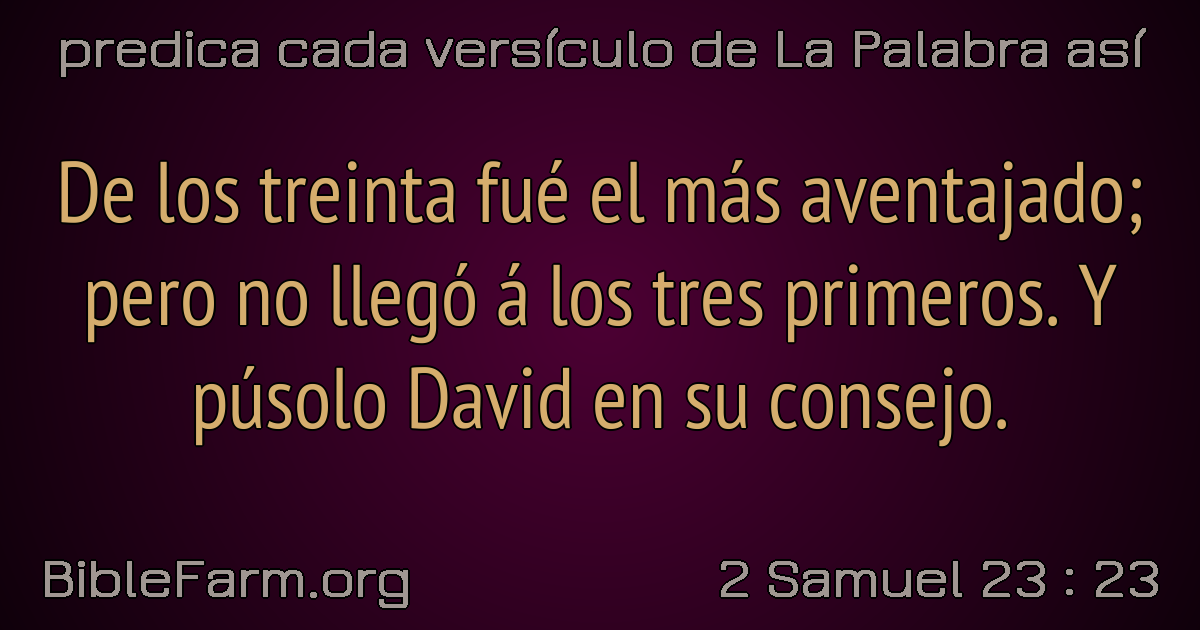 predica cada versículo de La Palabra así
De los treinta fué el más aventajado;
pero no llegó á los tres primeros. Y
púsolo David en su consejo.
BibleFarm.org
2 Samuel 23 : 23